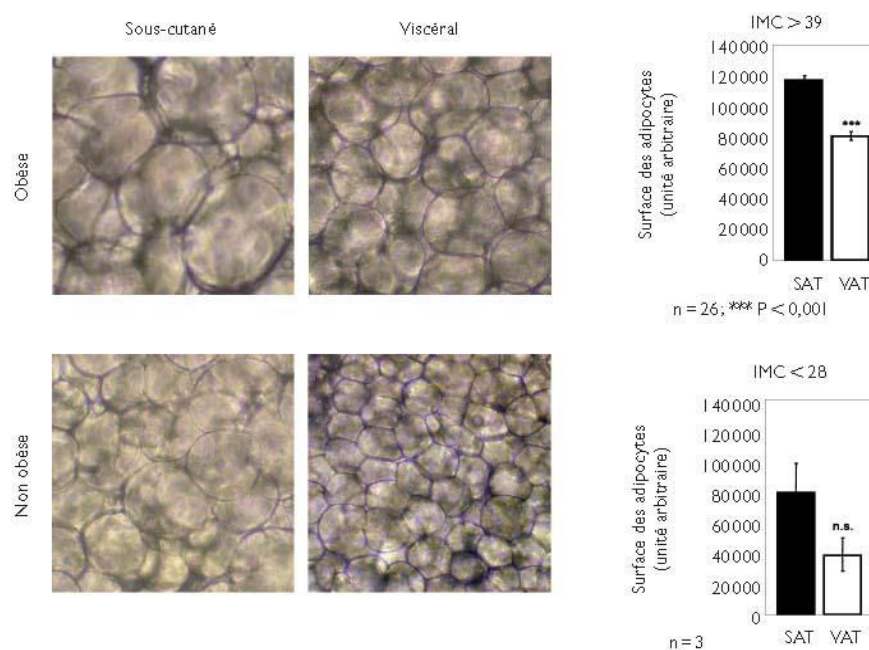 Sous-cutané
Viscéral
Obèse
Non obèse
IMC > 39
Surface des adipocytes
(unité arbitraire)
140000
120000
100000
80000
60000
40000
20000
0
***
SAT
VAT
n = 26; *** P < 0,001
IMC < 28
Surface des adipocytes
(unité arbitraire)
140000
120000
100000
80000
60000
40000
20000
0
n.s.
SAT
VAT
n = 3